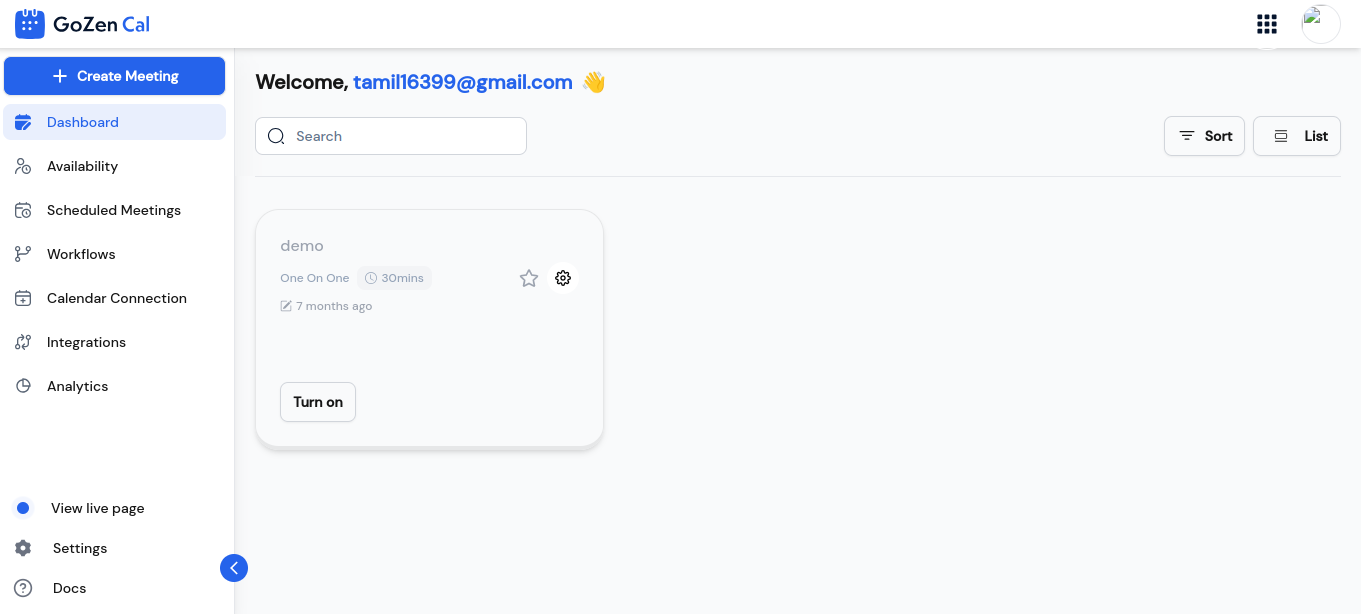 GoZen Cal
Create Meeting
Dashboard
Availability
Scheduled Meetings
Workflows
Calendar Connection
Integrations
Analytics
View live page
Settings
Docs
Welcome, tamil16399@gmail.com 👋
Search
Sort
List
demo
One On One 30mins
7 months ago
Turn on